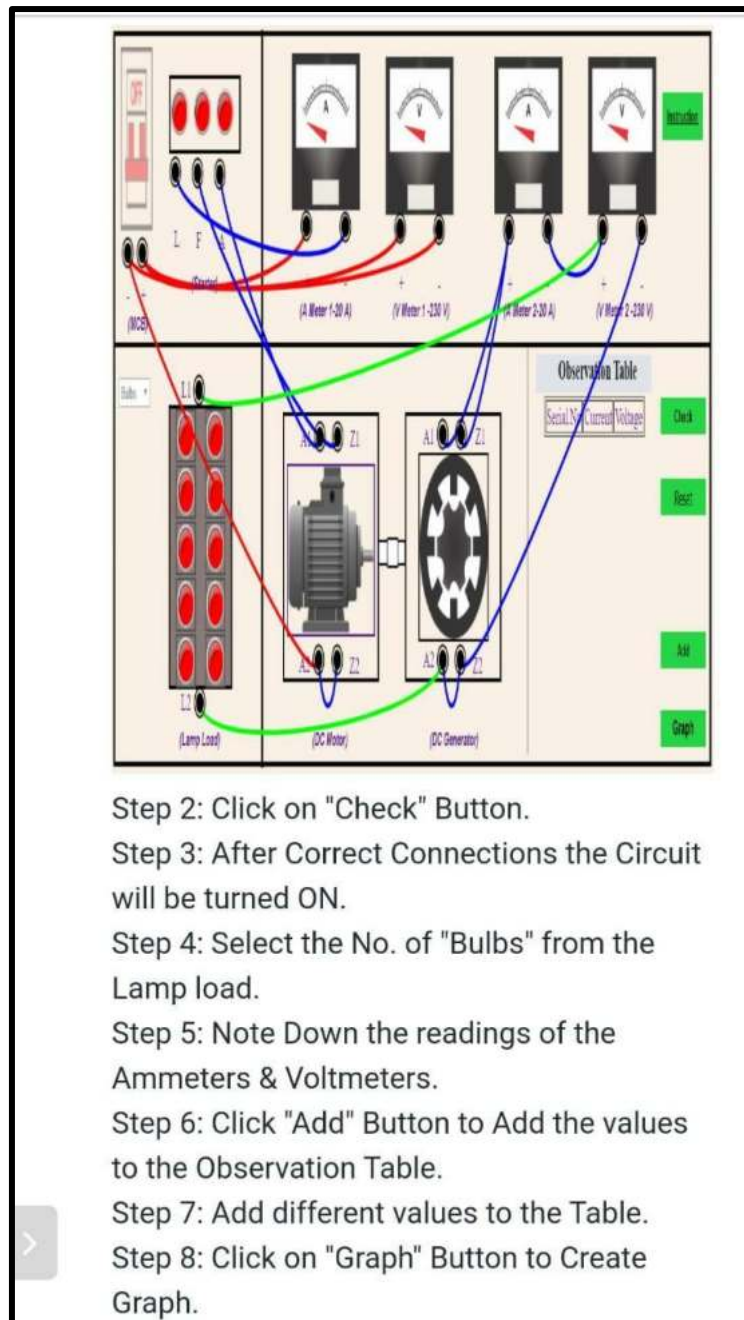 OFF
A
V
A
V
Instruction
L F A
(Starter)
+ - + - + - + -
- +
(MCB)
(A Meter 1-20 A)
(V Meter 1 -230 V)
(A Meter 2-20 A)
(V Meter 2 -230 V)
Bulbs
L1
Observation Table
Serial No Current Voltage
Check
A1 Z1
A1 Z1
Reset
A2 Z2
A2 Z2
Add
L2
Graph
(Lamp Load)
(DC Motor)
(DC Generator)
Step 2: Click on "Check" Button.
Step 3: After Correct Connections the Circuit
will be turned ON.
Step 4: Select the No. of "Bulbs" from the
Lamp load.
Step 5: Note Down the readings of the
Ammeters & Voltmeters.
Step 6: Click "Add" Button to Add the values
to the Observation Table.
Step 7: Add different values to the Table.
Step 8: Click on "Graph" Button to Create
Graph.